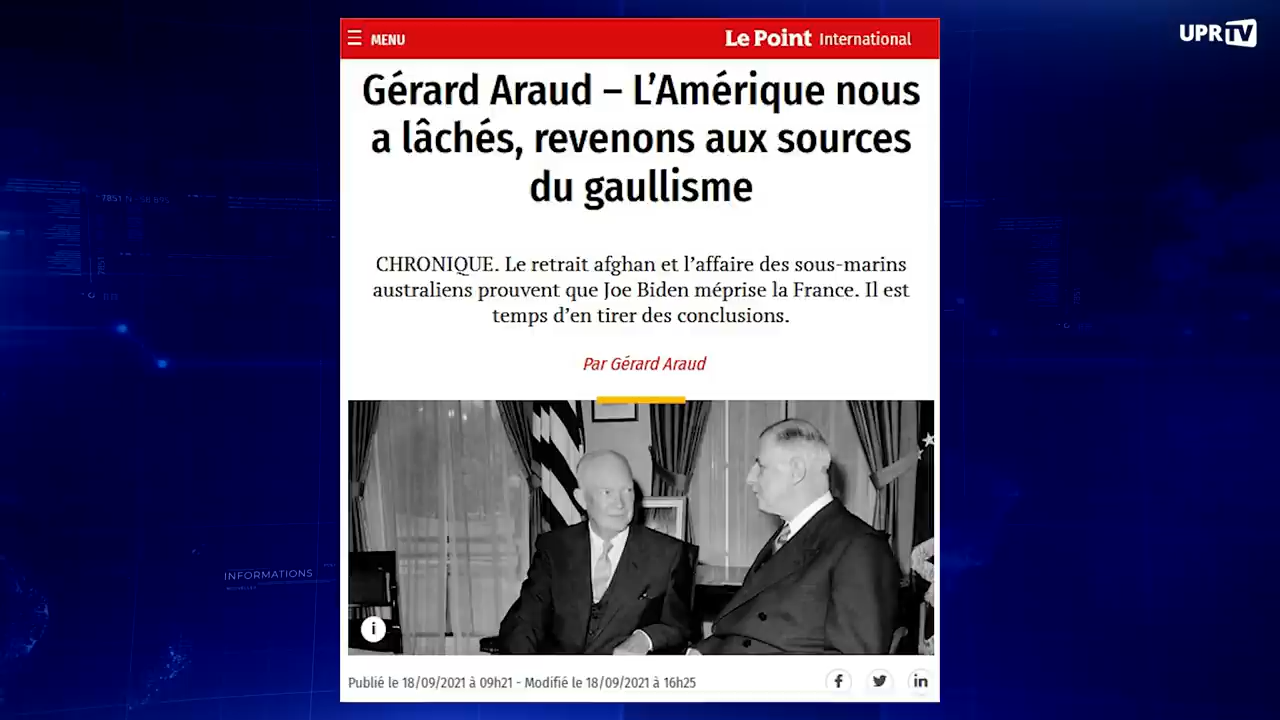 UPR TV
MENU
Le Point International
Gérard Araud – L'Amérique nous
a lâchés, revenons aux sources
du gaullisme
CHRONIQUE. Le retrait afghan et l'affaire des sous-marins
australiens prouvent que Joe Biden méprise la France. Il est
temps d'en tirer des conclusions.
Par Gérard Araud
INFORMATIONS
i
Publié le 18/09/2021 à 09h21 - Modifié le 18/09/2021 à 16h25